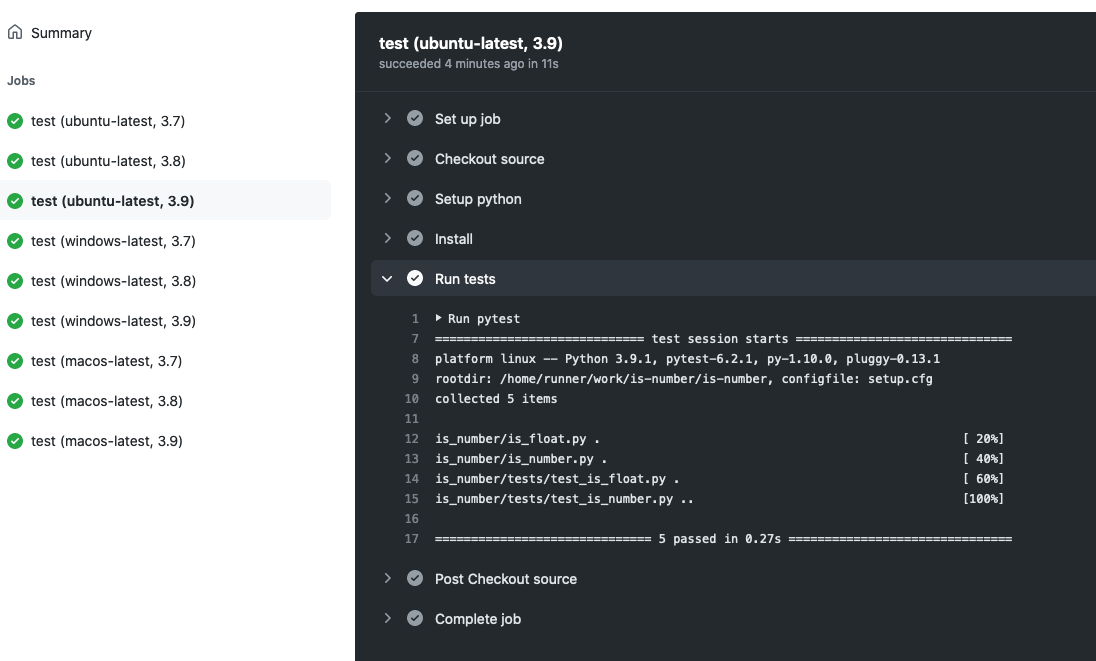 Summary
Jobs
test (ubuntu-latest, 3.7)
test (ubuntu-latest, 3.8)
test (ubuntu-latest, 3.9)
test (windows-latest, 3.7)
test (windows-latest, 3.8)
test (windows-latest, 3.9)
test (macos-latest, 3.7)
test (macos-latest, 3.8)
test (macos-latest, 3.9)
test (ubuntu-latest, 3.9)
succeeded 4 minutes ago in 11s
Set up job
Checkout source
Setup python
Install
Run tests
1 Run pytest
7 ============================= test session starts ==============================
8 platform linux -- Python 3.9.1, pytest-6.2.1, py-1.10.0, pluggy-0.13.1
9 rootdir: /home/runner/work/is-number/is-number, configfile: setup.cfg
10 collected 5 items
11
12 is_number/is_float.py . [ 20%]
13 is_number/is_number.py . [ 40%]
14 is_number/tests/test_is_float.py . [ 60%]
15 is_number/tests/test_is_number.py .. [100%]
16
17 ============================== 5 passed in 0.27s ===============================
Post Checkout source
Complete job